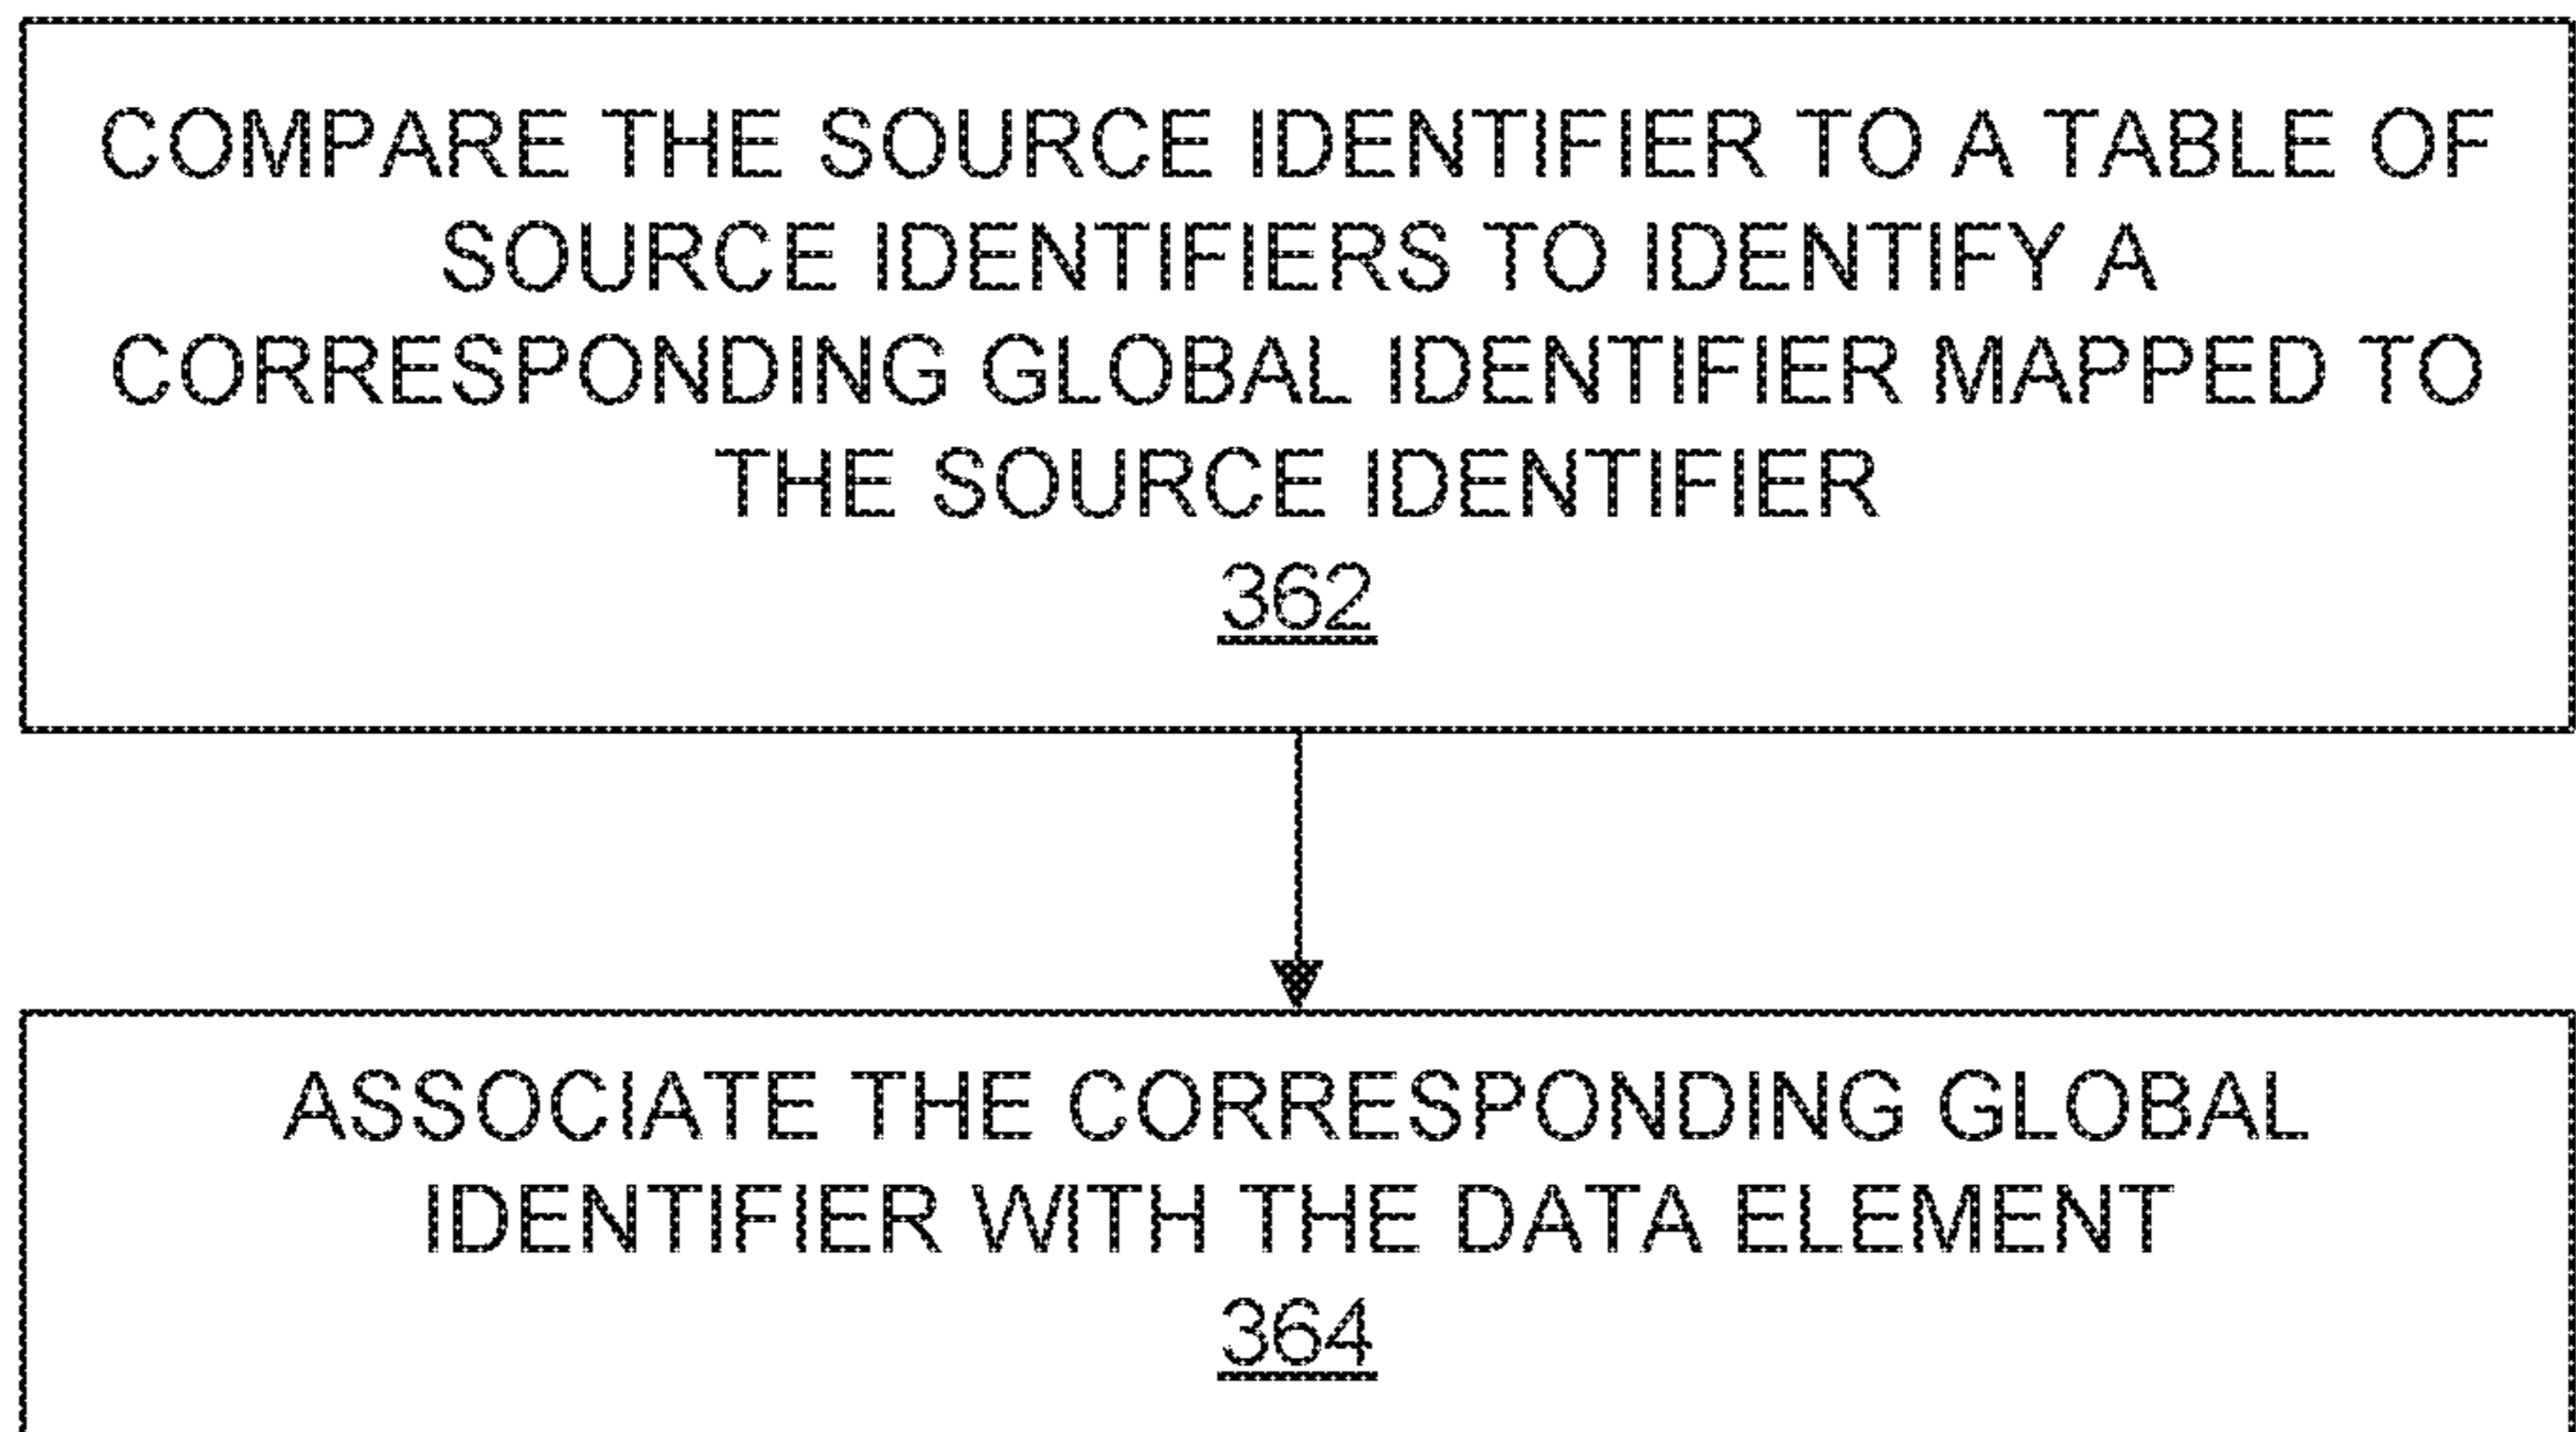 COMPARE THE SOURCE IDENTIFIER TO A TABLE OF
SOURCE IDENTIFIERS TO IDENTIFY A
CORRESPONDING GLOBAL IDENTIFIER MAPPED TO
THE SOURCE IDENTIFIER
362
ASSOCIATE THE CORRESPONDING GLOBAL
IDENTIFIER WITH THE DATA ELEMENT
364